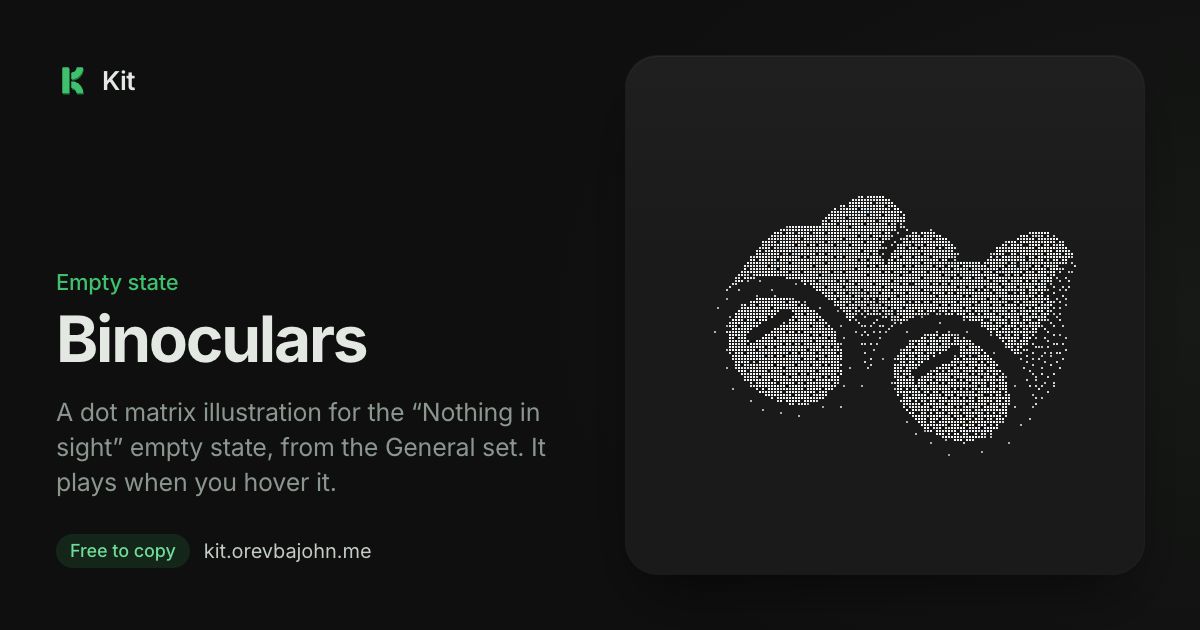 Kit
Empty state
Binoculars
A dot matrix illustration for the “Nothing in
sight” empty state, from the General set. It
plays when you hover it.
Free to copy
kit.orevbajohn.me